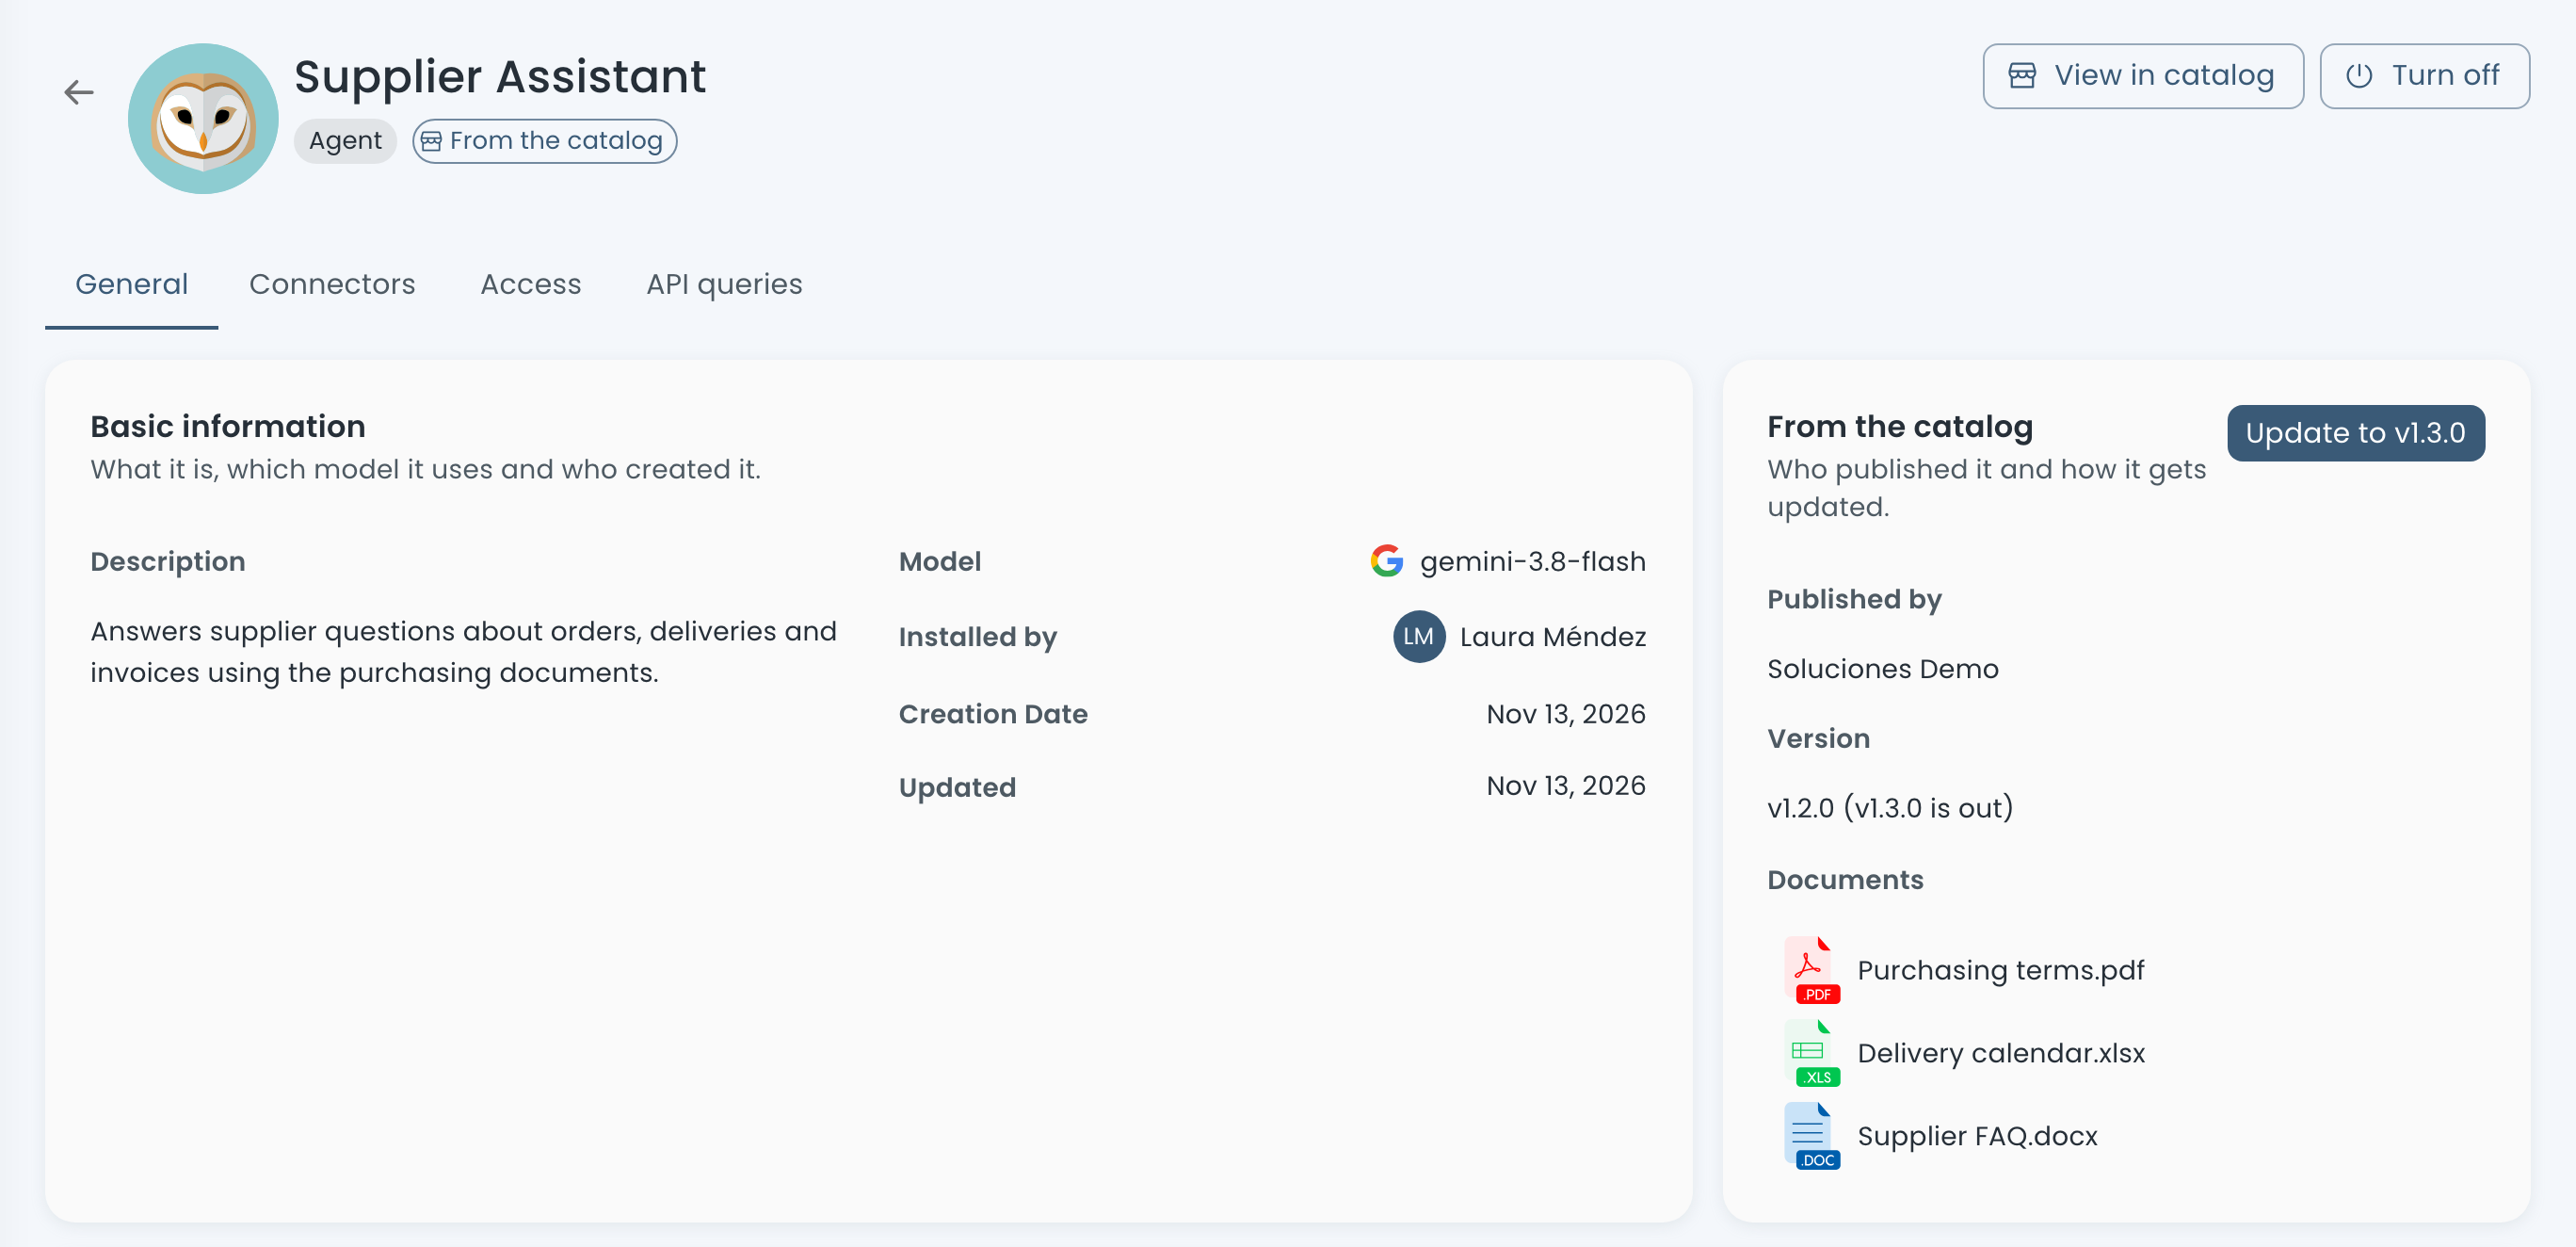 Supplier Assistant
Agent
From the catalog
View in catalog
Turn off
General
Connectors
Access
API queries
Basic information
What it is, which model it uses and who created it.
Description
Answers supplier questions about orders, deliveries and
invoices using the purchasing documents.
Model
gemini-3.8-flash
Installed by
LM
Laura Méndez
Creation Date
Nov 13, 2026
Updated
Nov 13, 2026
From the catalog
Update to v1.3.0
Who published it and how it gets
updated.
Published by
Soluciones Demo
Version
v1.2.0 (v1.3.0 is out)
Documents
.PDF
Purchasing terms.pdf
.XLS
Delivery calendar.xlsx
.DOC
Supplier FAQ.docx